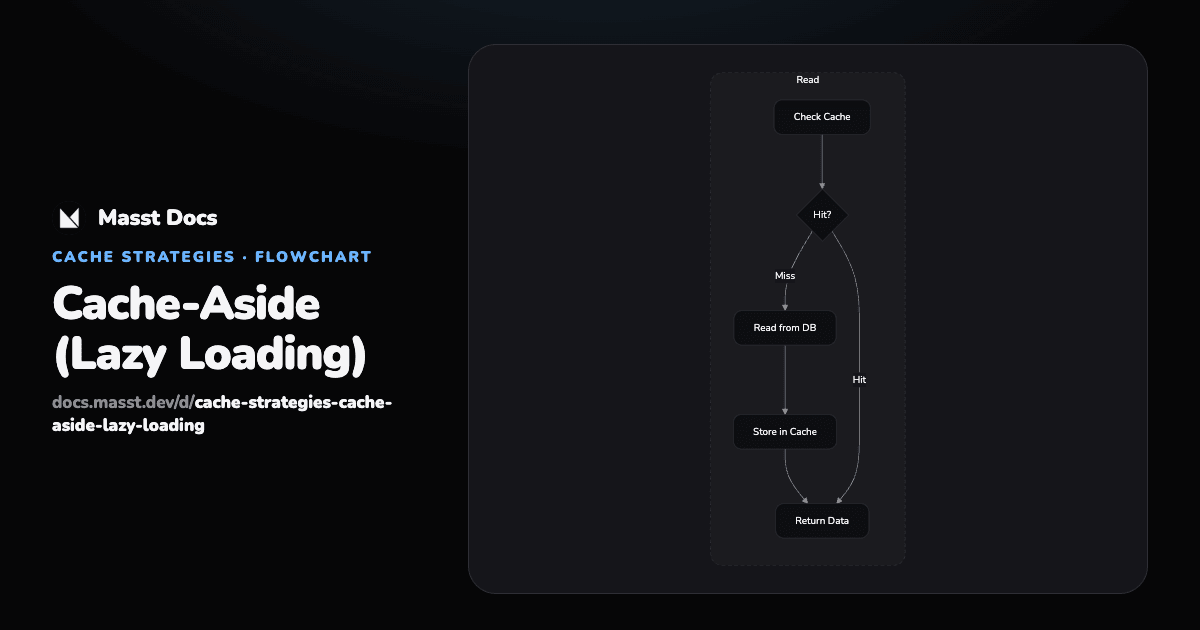 Masst Docs
CACHE STRATEGIES · FLOWCHART
Cache-Aside
(Lazy Loading)
docs.masst.dev/d/cache-strategies-cache-
aside-lazy-loading
Read
Check Cache
Hit?
Miss
Read from DB
Hit
Store in Cache
Return Data